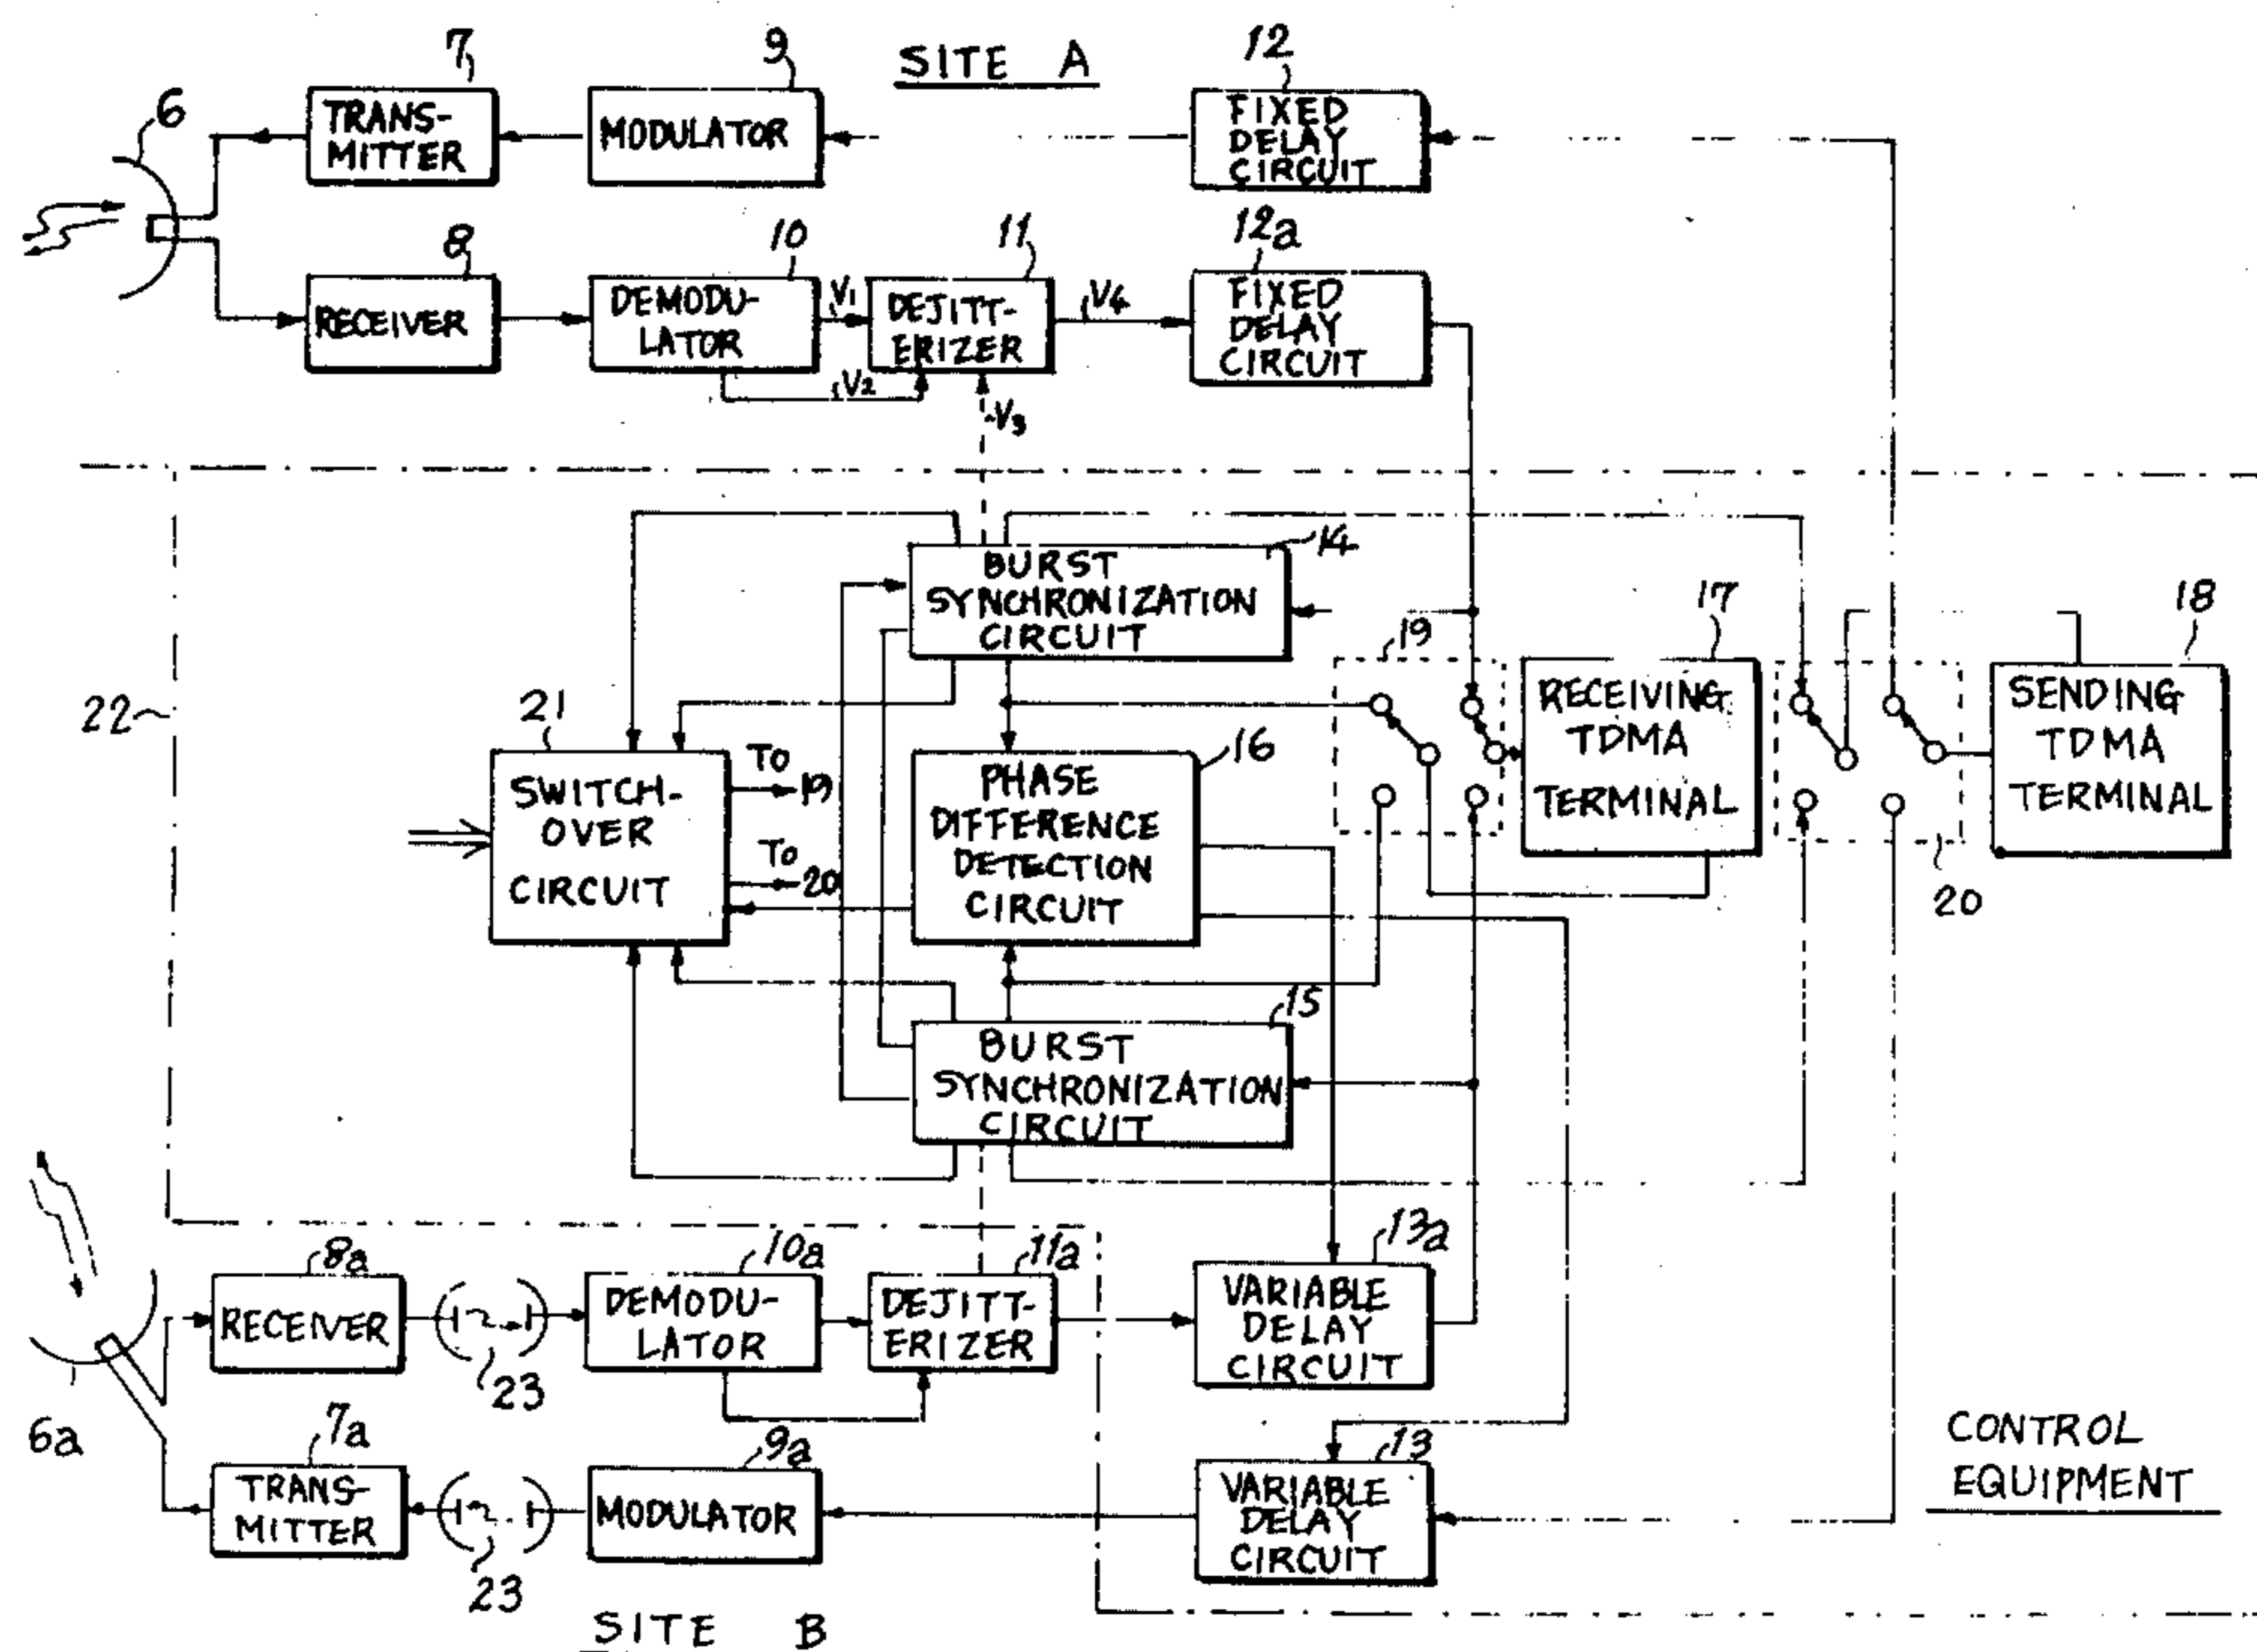 7
9
SITE A
12
6
TRANS-
MITTER
MODULATOR
FIXED
DELAY
CIRCUIT
8
10
11
12a
RECEIVER
DEMODU-
LATOR
V1
DEJITT-
ERIZER
V4
FIXED
DELAY
CIRCUIT
V2
V3
14
BURST
SYNCHRONIZATION
CIRCUIT
19
17
18
22
21
16
SWITCH-
OVER
CIRCUIT
To
19
To
20
PHASE
DIFFERENCE
DETECTION
CIRCUIT
RECEIVING
TDMA
TERMINAL
SENDING
TDMA
TERMINAL
20
15
BURST
SYNCHRONIZATION
CIRCUIT
8a
10a
11a
13a
RECEIVER
23
DEMODU-
LATOR
DEJITT-
ERIZER
VARIABLE
DELAY
CIRCUIT
6a
7a
9a
13
TRANS-
MITTER
23
MODULATOR
VARIABLE
DELAY
CIRCUIT
CONTROL
EQUIPMENT
SITE B